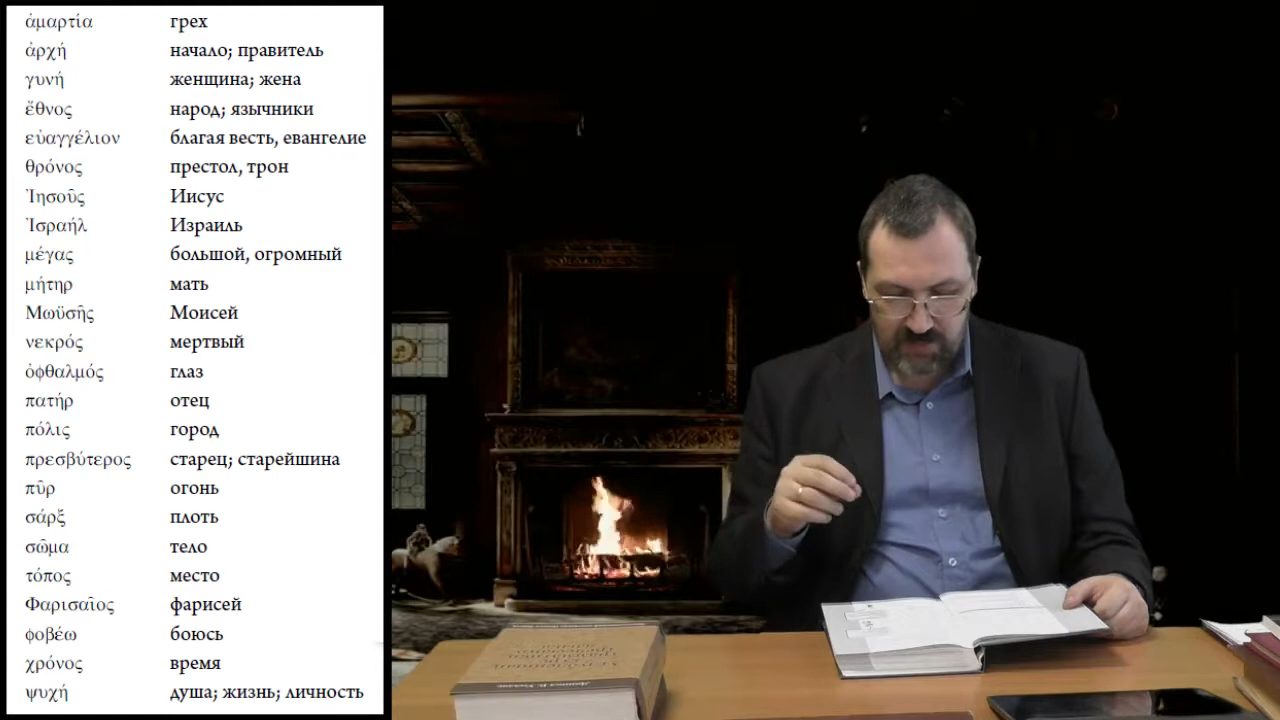 ἁμαρτία грех
ἀρχή начало; правитель
γυνή женщина; жена
ἔθνος народ; язычники
εὐαγγέλιον благая весть, евангелие
θρόνος престол, трон
Ἰησοῦς Иисус
Ἰσραήλ Израиль
μέγας большой, огромный
μήτηρ мать
Μωϋσῆς Моисей
νεκρός мертвый
ὀφθαλμός глаз
πατήρ отец
πόλις город
πρεσβύτερος старец; старейшина
πῦρ огонь
σάρξ плоть
σῶμα тело
τόπος место
Φαρισαῖος фарисей
φοβέω боюсь
χρόνος время
ψυχή душа; жизнь; личность